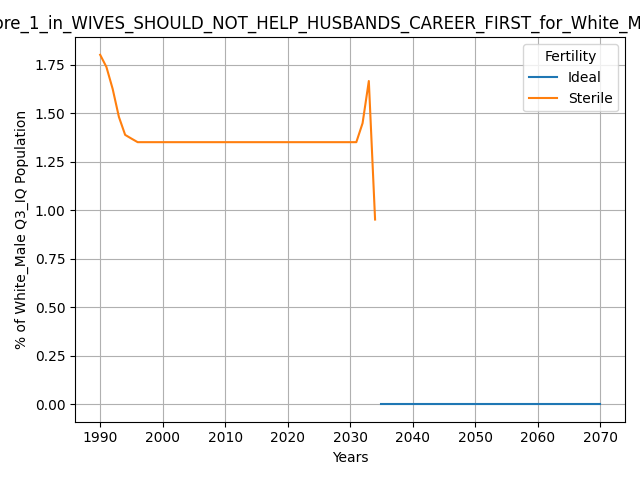 ore_1_in_WIVES_SHOULD_NOT_HELP_HUSBANDS_CAREER_FIRST_for_White_M
Fertility
Ideal
Sterile
% of White_Male Q3_IQ Population
1.75
1.50
1.25
1.00
0.75
0.50
0.25
0.00
1990 2000 2010 2020 2030 2040 2050 2060 2070
Years